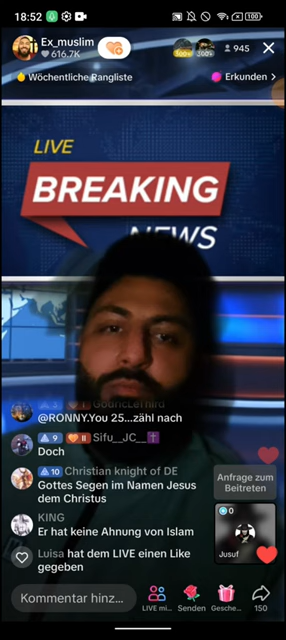 18:52
100
Ex_muslim
616.7K
945
Wöchentliche Rangliste
Erkunden >
LIVE
BREAKING
NEWS
@RONNY.You 25...zähl nach
9 II Sifu__JC__
Doch
10 Christian knight of DE
Gottes Segen im Namen Jesus
dem Christus
KING
Er hat keine Ahnung von Islam
Luisa hat dem LIVE einen Like
gegeben
Anfrage zum
Beitreten
0
Jusuf
Kommentar hinz...
LIVE mi...
Senden
Gesche...
150